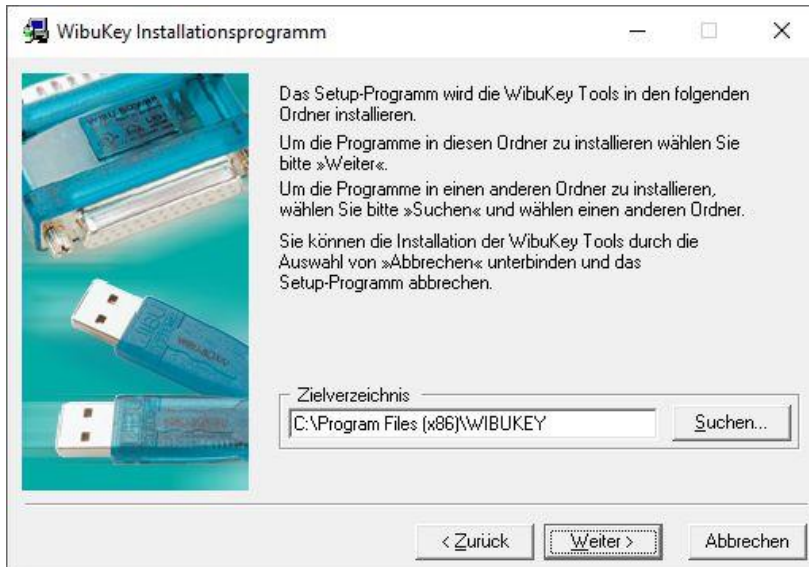 WibuKey Installationsprogramm
Das Setup-Programm wird die WibuKey Tools in den folgenden
Ordner installieren.
Um die Programme in diesen Ordner zu installieren wählen Sie
bitte »Weiter«.
Um die Programme in einen anderen Ordner zu installieren,
wählen Sie bitte »Suchen« und wählen einen anderen Ordner.
Sie können die Installation der WibuKey Tools durch die
Auswahl von »Abbrechen« unterbinden und das
Setup-Programm abbrechen.
Zielverzeichnis
C:\Program Files (x86)\WIBUKEY
Suchen...
< Zurück
Weiter >
Abbrechen